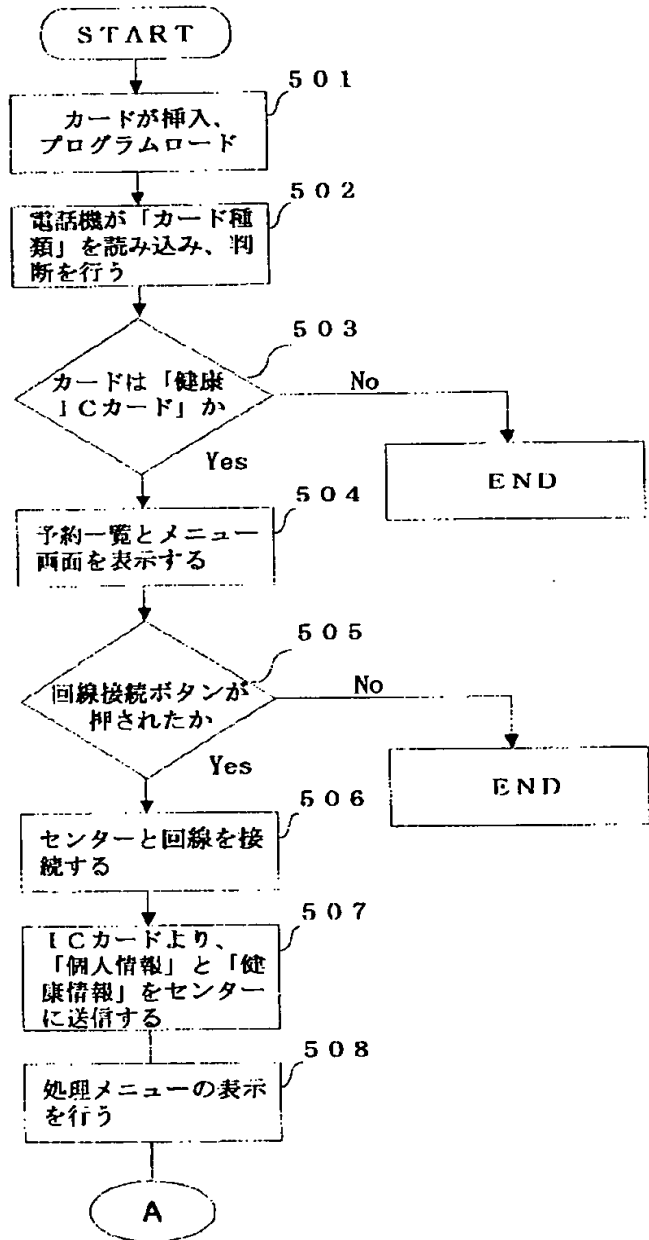 START
501
カードが挿入、
プログラムロード
502
電話機が「カード種
類」を読み込み、判
断を行う
503
カードは「健康
ICカード」か
No
END
Yes
504
予約一覧とメニュー
画面を表示する
505
回線接続ボタンが
押されたか
No
END
Yes
506
センターと回線を接
続する
507
ICカードより、
「個人情報」と「健
康情報」をセンター
に送信する
508
処理メニューの表示
を行う
A